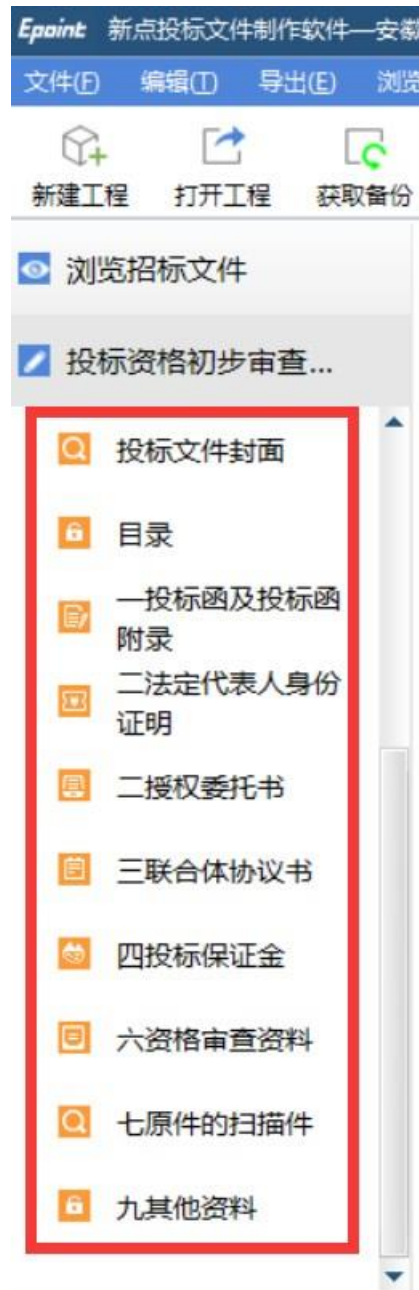 Epoint 新点投标文件制作软件—安徽
文件(F) 编辑(T) 导出(E) 浏览
新建工程 打开工程 获取备份
浏览招标文件
投标资格初步审查...
投标文件封面
目录
一投标函及投标函
附录
二法定代表人身份
证明
二授权委托书
三联合体协议书
四投标保证金
六资格审查资料
七原件的扫描件
九其他资料